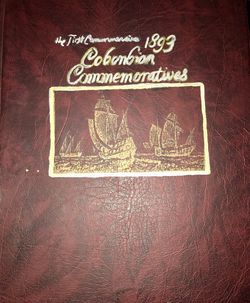 The First Commemorative 1893
Columbian
Commemoratives